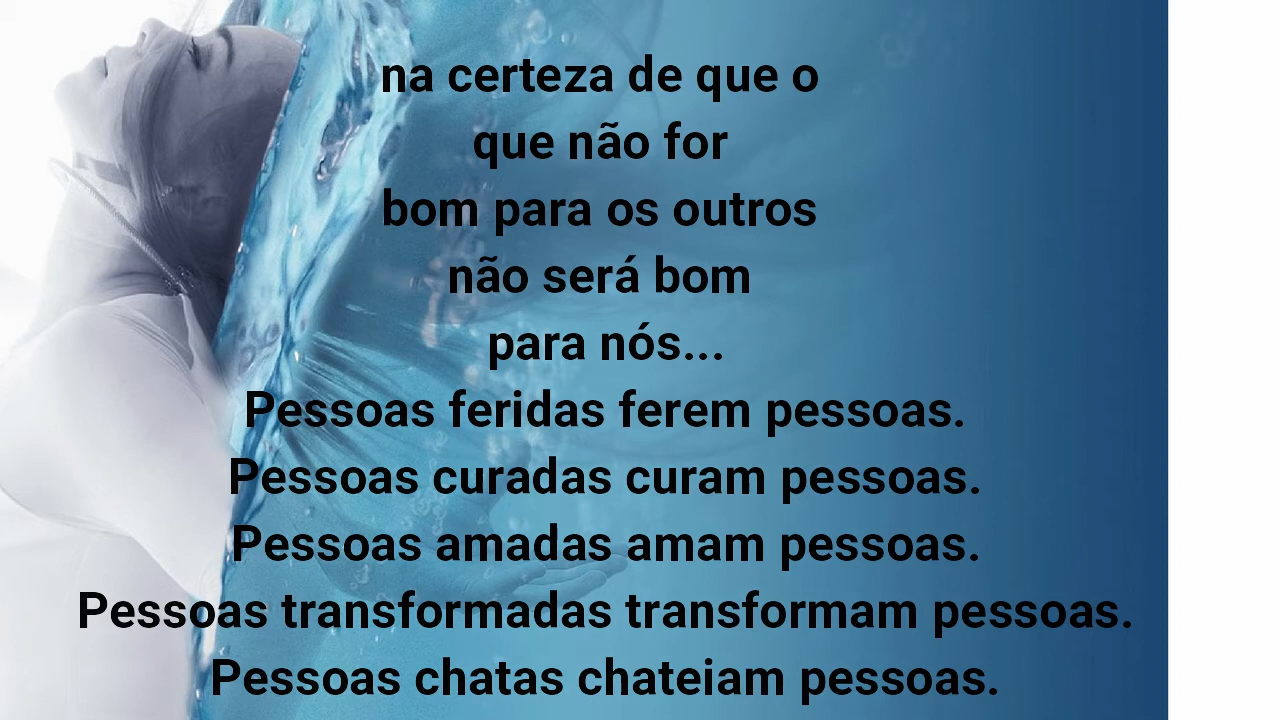 na certeza de que o
que não for
bom para os outros
não será bom
para nós...
Pessoas feridas ferem pessoas.
Pessoas curadas curam pessoas.
Pessoas amadas amam pessoas.
Pessoas transformadas transformam pessoas.
Pessoas chatas chateiam pessoas.